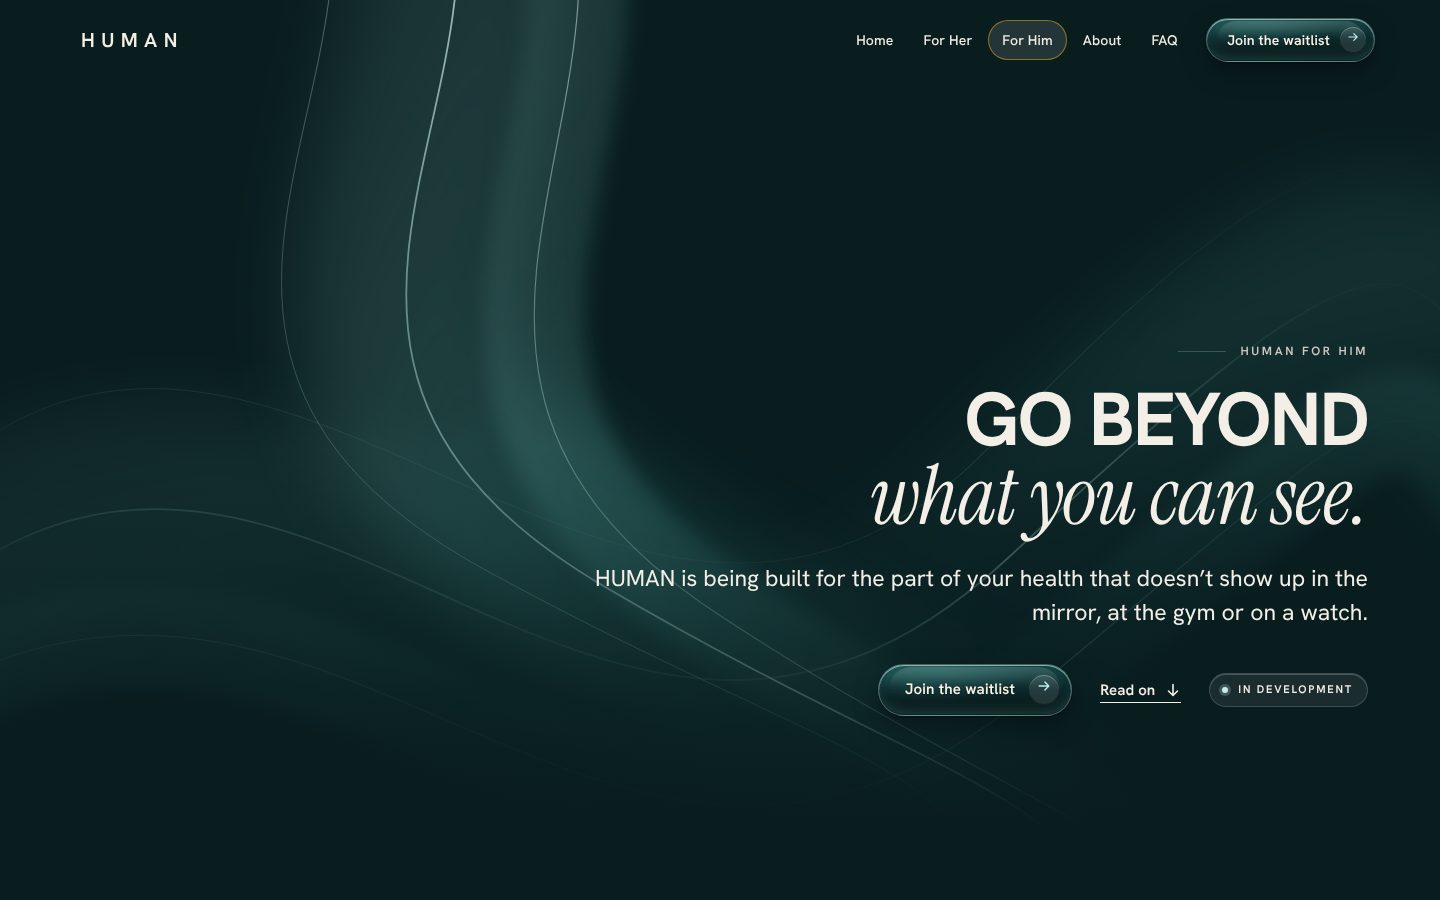 HUMAN
Home
For Her
For Him
About
FAQ
Join the waitlist
HUMAN FOR HIM
GO BEYOND
what you can see.
HUMAN is being built for the part of your health that doesn’t show up in the
mirror, at the gym or on a watch.
Join the waitlist
Read on
IN DEVELOPMENT